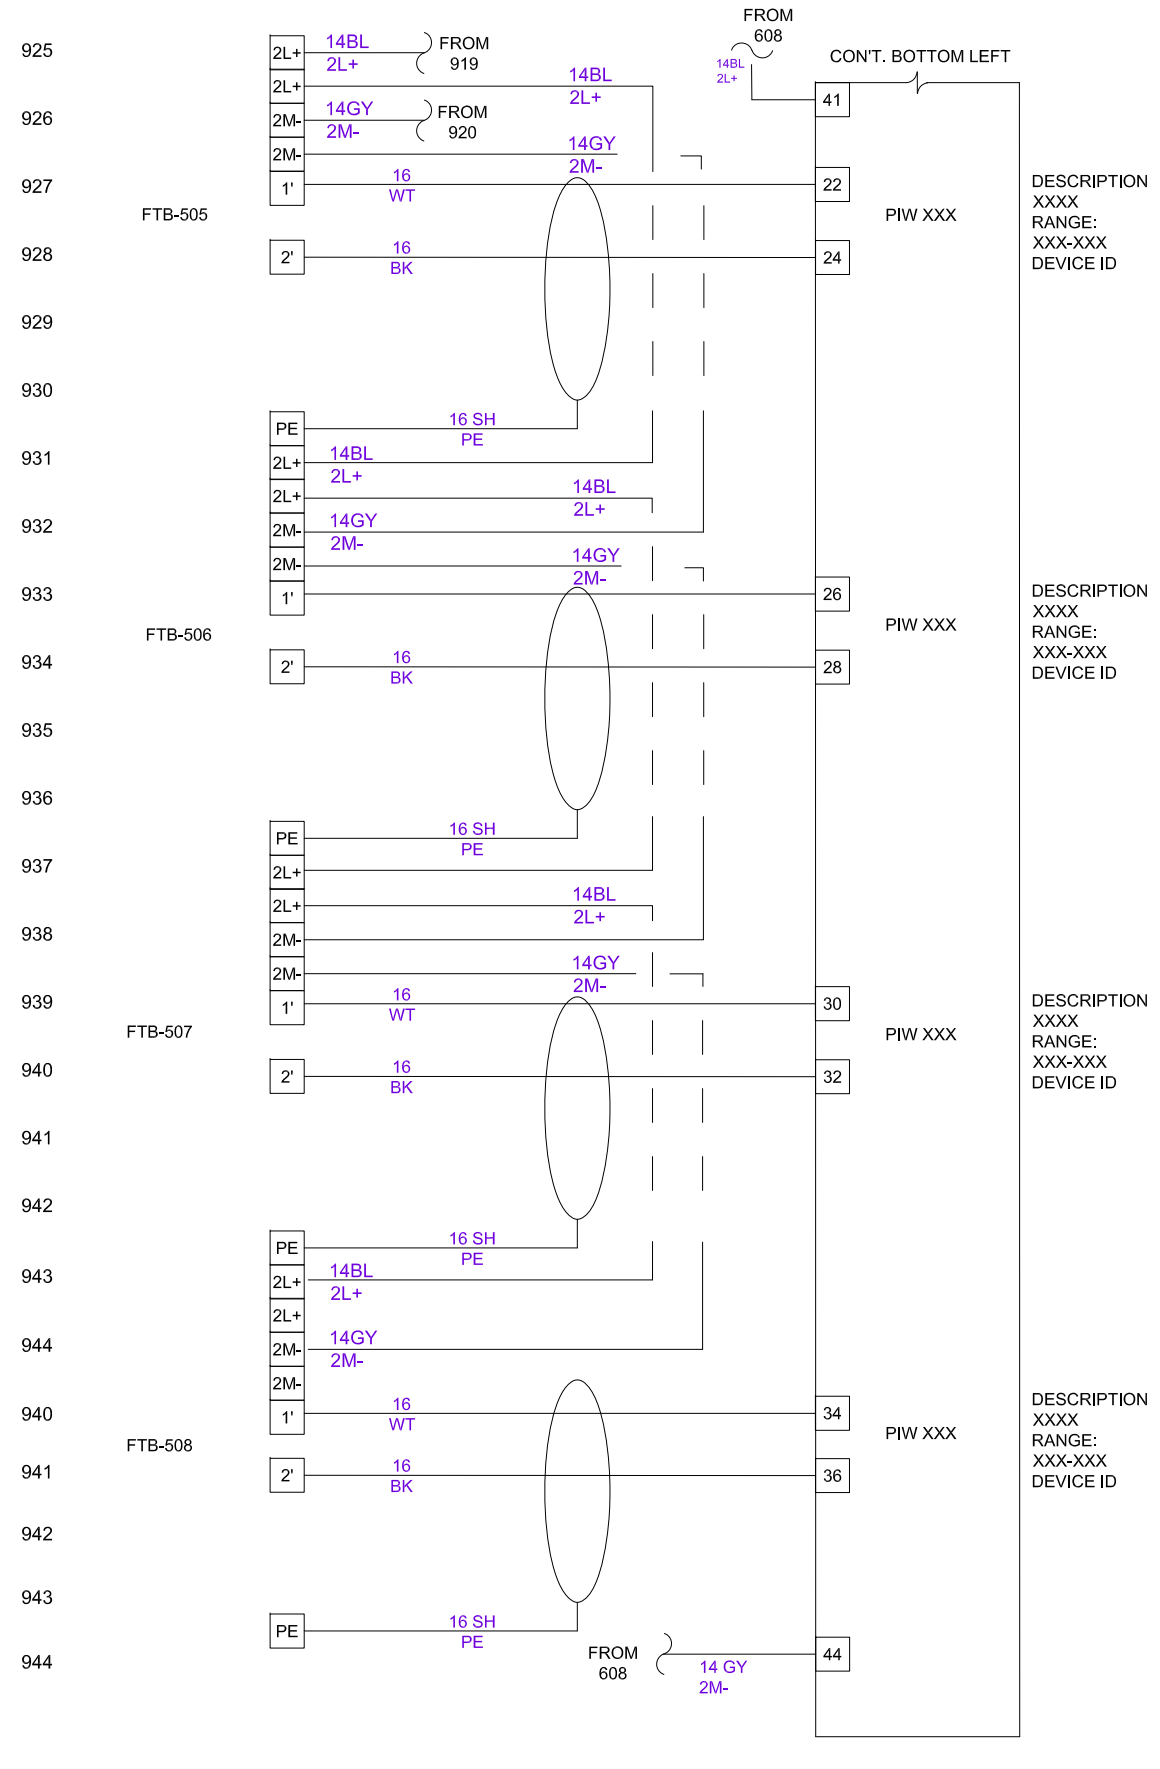 FROM
608
925
2L+
14BL
2L+
FROM
919
14BL
2L+
CON'T. BOTTOM LEFT
2L+
14BL
2L+
41
926
2M-
14GY
2M-
FROM
920
2M-
14GY
2M-
927
1'
16
WT
22
DESCRIPTION
XXXX
RANGE:
XXX-XXX
DEVICE ID
FTB-505
PIW XXX
928
2'
16
BK
24
929
930
PE
16 SH
PE
931
2L+
14BL
2L+
2L+
14BL
2L+
932
2M-
14GY
2M-
2M-
14GY
2M-
933
1'
26
DESCRIPTION
XXXX
RANGE:
XXX-XXX
DEVICE ID
FTB-506
PIW XXX
934
2'
16
BK
28
935
936
PE
16 SH
PE
937
2L+
2L+
14BL
2L+
938
2M-
2M-
14GY
2M-
939
1'
16
WT
30
DESCRIPTION
XXXX
RANGE:
XXX-XXX
DEVICE ID
FTB-507
PIW XXX
940
2'
16
BK
32
941
942
PE
16 SH
PE
943
2L+
14BL
2L+
2L+
944
2M-
14GY
2M-
2M-
940
1'
16
WT
34
DESCRIPTION
XXXX
RANGE:
XXX-XXX
DEVICE ID
FTB-508
PIW XXX
941
2'
16
BK
36
942
943
PE
16 SH
PE
944
FROM
608
14 GY
2M-
44